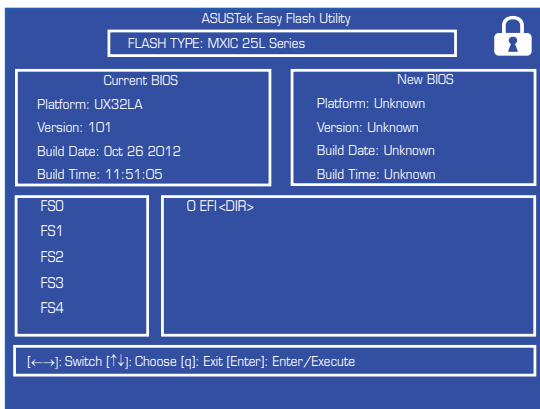 ASUSTek Easy Flash Utility
FLASH TYPE: MXIC 25L Series
Current BIOS
Platform: UX32LA
Version: 101
Build Date: Oct 26 2012
Build Time: 11:51:05
New BIOS
Platform: Unknown
Version: Unknown
Build Date: Unknown
Build Time: Unknown
FS0
FS1
FS2
FS3
FS4
0 EFI <DIR>
[←→]: Switch [↑↓]: Choose [q]: Exit [Enter]: Enter/Execute